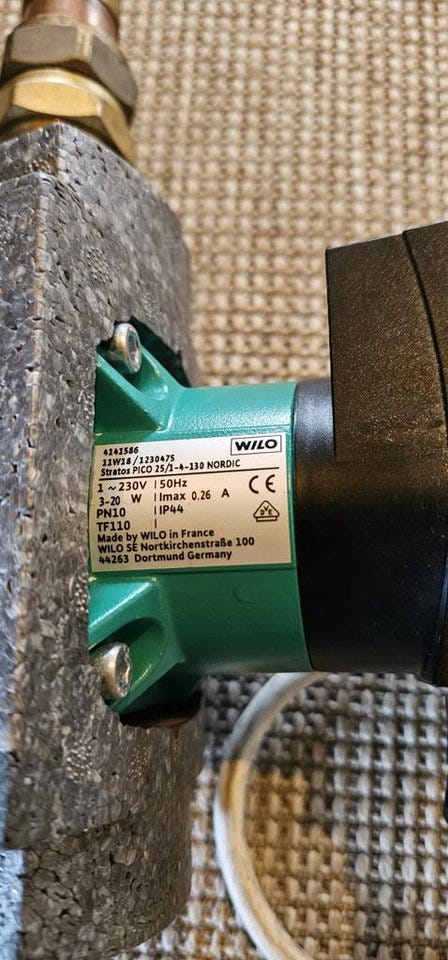 4141586
11W18/1230475
WILO
Stratos PICO 25/1-4-130 NORDIC
1~230V 50Hz
3-20 W Imax 0.26 A
PN10 IP44
TF110
CE
DVE
Made by WILO in France
WILO SE Nortkirchenstraße 100
44263 Dortmund Germany